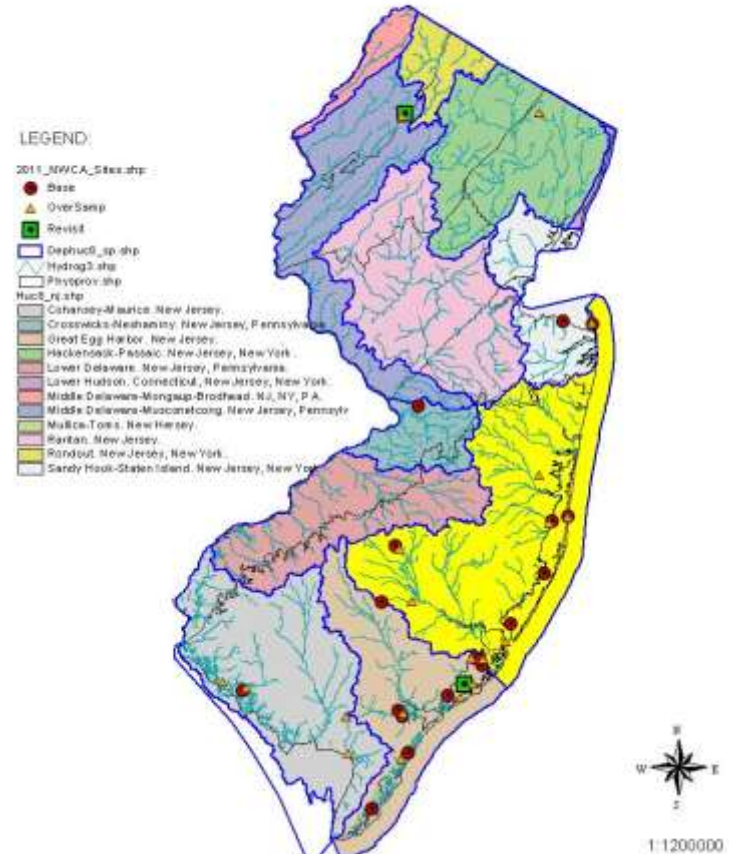 LEGEND:
2011_NWCA_Sites.shp
Base
OverSamp
Revisit
Dephuc8_sp.shp
Hydrog3.shp
Physprov.shp
Huc8_nj.shp
Cohansey-Maurice. New Jersey.
Crosswicks-Neshaminy. New Jersey, Pennsylvania
Great Egg Harbor. New Jersey.
Hackensack-Passaic. New Jersey, New York.
Lower Delaware. New Jersey, Pennsylvania.
Lower Hudson. Connecticut, New Jersey, New York.
Middle Delaware-Mongaup-Brodhead. NJ, NY, PA.
Middle Delaware-Musconetcong. New Jersey, Pennsylv
Mullica-Toms. New Hersey.
Raritan. New Jersey.
Rondout. New Jersey, New York.
Sandy Hook-Staten Island. New Jersey, New York
N
W E
S
1:1200000